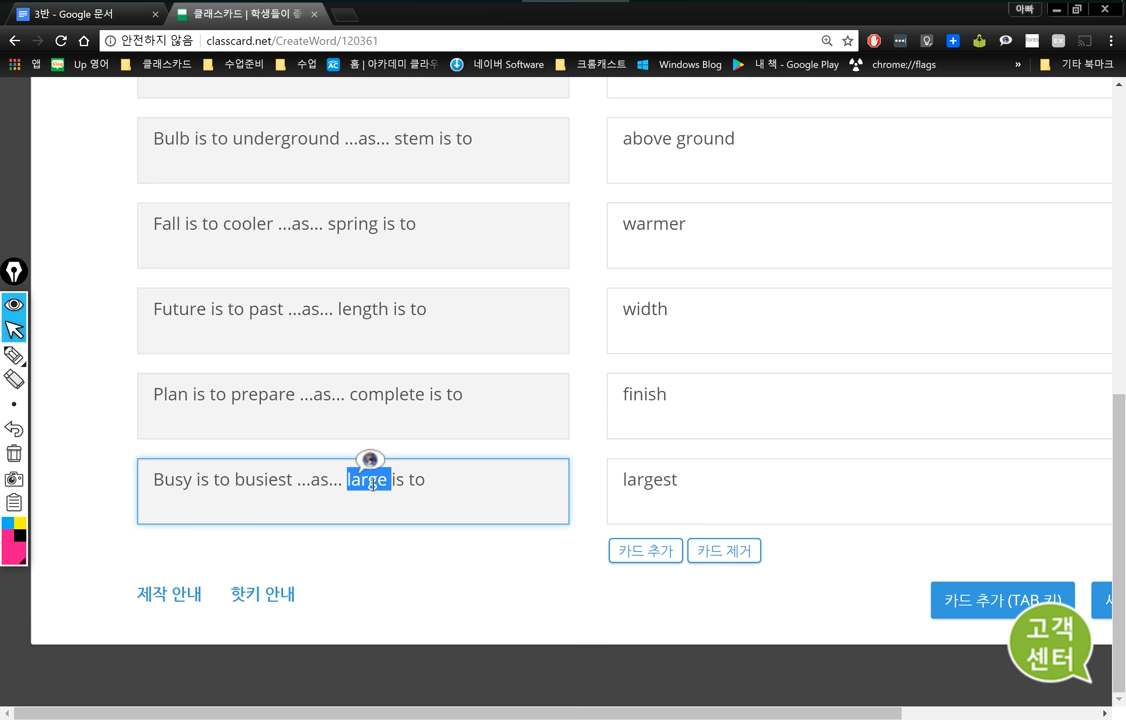 3반 - Google 문서
클래스카드 | 학생들이
아빠
안전하지 않음
classcard.net/CreateWord/120361
앱
Up 영어
클래스카드
수업준비
수업
홈 | 아카데미 클라우
네이버 Software
크롬캐스트
Windows Blog
내 책 - Google Play
chrome://flags
»
기타 북마크
Bulb is to underground ...as... stem is to
above ground
Fall is to cooler ...as... spring is to
warmer
Future is to past ...as... length is to
width
Plan is to prepare ...as... complete is to
finish
Busy is to busiest ...as... large is to
largest
카드 추가
카드 제거
제작 안내
핫키 안내
카드 추가 (TAB 키)
고객
센터